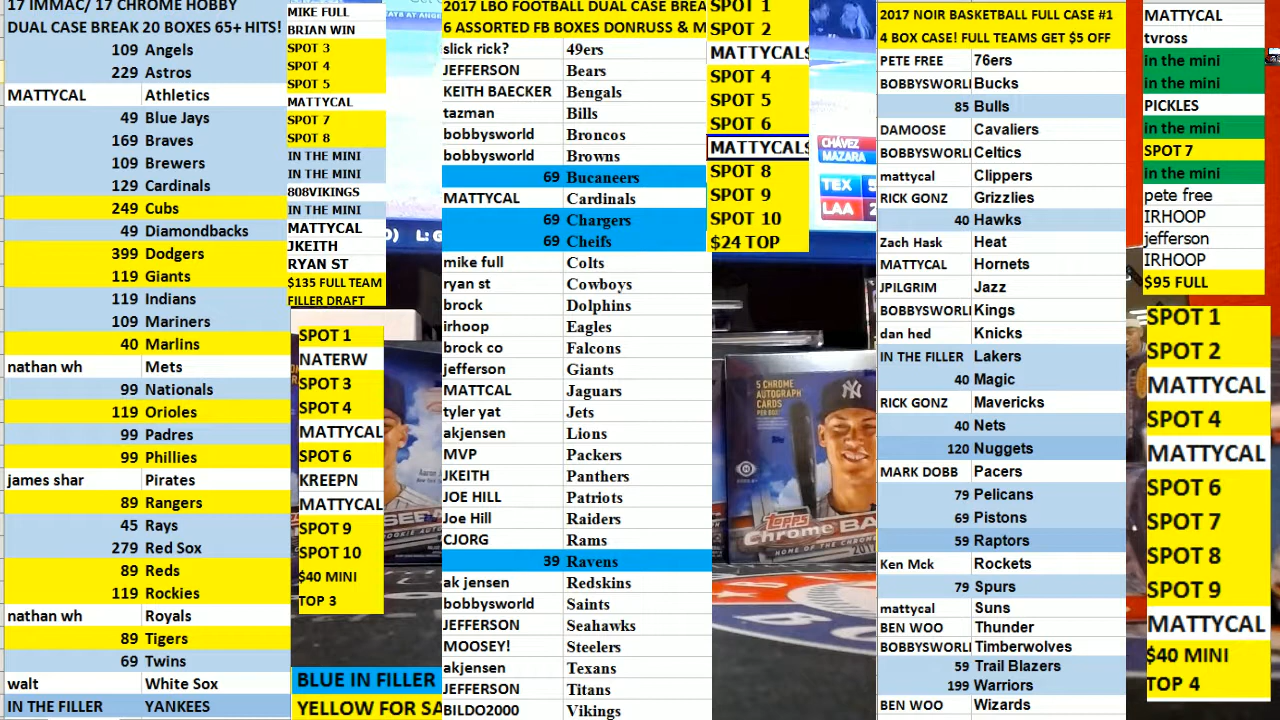 17 IMMAC/ 17 CHROME HOBBY
DUAL CASE BREAK 20 BOXES 65+ HITS!
109 Angels
229 Astros
MATTYCAL Athletics
49 Blue Jays
169 Braves
109 Brewers
129 Cardinals
249 Cubs
49 Diamondbacks
399 Dodgers
119 Giants
119 Indians
109 Mariners
40 Marlins
nathan wh Mets
99 Nationals
119 Orioles
99 Padres
99 Phillies
james shar Pirates
89 Rangers
45 Rays
279 Red Sox
89 Reds
119 Rockies
nathan wh Royals
89 Tigers
69 Twins
walt White Sox
IN THE FILLER YANKEES
MIKE FULL
BRIAN WIN
SPOT 3
SPOT 4
SPOT 5
MATTYCAL
SPOT 7
SPOT 8
IN THE MINI
IN THE MINI
808VIKINGS
IN THE MINI
MATTYCAL
JKEITH
RYAN ST
$135 FULL TEAM
FILLER DRAFT
SPOT 1
NATERW
SPOT 3
SPOT 4
MATTYCAL
SPOT 6
KREEPN
MATTYCAL
SPOT 9
SPOT 10
$40 MINI
TOP 3
BLUE IN FILLER
YELLOW FOR SA
2017 LBO FOOTBALL DUAL CASE BREA
6 ASSORTED FB BOXES DONRUSS & M
slick rick? 49ers
JEFFERSON Bears
KEITH BAECKER Bengals
tazman Bills
bobbysworld Broncos
bobbysworld Browns
69 Bucaneers
MATTYCAL Cardinals
69 Chargers
69 Cheifs
mike full Colts
ryan st Cowboys
brock Dolphins
irhoop Eagles
brock co Falcons
jefferson Giants
MATTCAL Jaguars
tyler yat Jets
akjensen Lions
MVP Packers
JKEITH Panthers
JOE HILL Patriots
Joe Hill Raiders
CJORG Rams
39 Ravens
ak jensen Redskins
bobbysworld Saints
JEFFERSON Seahawks
MOOSEY! Steelers
akjensen Texans
JEFFERSON Titans
BILDO2000 Vikings
SPOT 1
SPOT 2
MATTYCALS
SPOT 4
SPOT 5
SPOT 6
MATTYCALS
SPOT 8
SPOT 9
SPOT 10
$24 TOP
CHÁVEZ
MAZARA
TEX
LAA 2
5 CHROME
AUTOGRAPH
CARDS
PER BOX
Topps
Chrome BA
HOME OF THE
2017 NOIR BASKETBALL FULL CASE #1
4 BOX CASE! FULL TEAMS GET $5 OFF
PETE FREE 76ers
BOBBYSWORLI Bucks
85 Bulls
DAMOOSE Cavaliers
BOBBYSWORLI Celtics
mattycal Clippers
RICK GONZ Grizzlies
40 Hawks
Zach Hask Heat
MATTYCAL Hornets
JPILGRIM Jazz
BOBBYSWORLI Kings
dan hed Knicks
IN THE FILLER Lakers
40 Magic
RICK GONZ Mavericks
40 Nets
120 Nuggets
MARK DOBB Pacers
79 Pelicans
69 Pistons
59 Raptors
Ken Mck Rockets
79 Spurs
mattycal Suns
BEN WOO Thunder
BOBBYSWORLI Timberwolves
59 Trail Blazers
199 Warriors
BEN WOO Wizards
MATTYCAL
tvross
in the mini
in the mini
PICKLES
in the mini
SPOT 7
in the mini
pete free
IRHOOP
jefferson
IRHOOP
$95 FULL
SPOT 1
SPOT 2
MATTYCAL
SPOT 4
MATTYCAL
SPOT 6
SPOT 7
SPOT 8
SPOT 9
MATTYCAL
$40 MINI
TOP 4